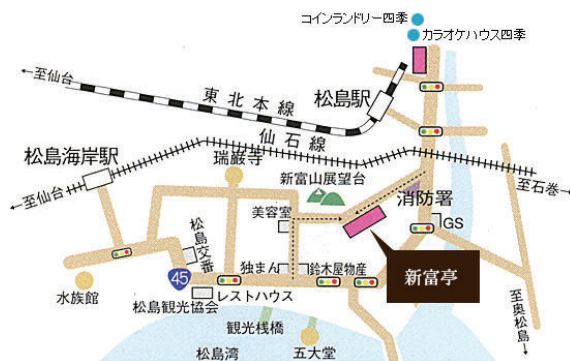 コインランドリー四季
カラオケハウス四季
←至仙台
東北本線
松島駅
仙石線
松島海岸駅
瑞巌寺
←至仙台
至石巻→
新富山展望台
消防署
美容室
GS
松島交番
独まん
鈴木屋物産
新富亭
45
水族館
松島観光協会
レストハウス
観光桟橋
五大堂
松島湾
至奥松島→